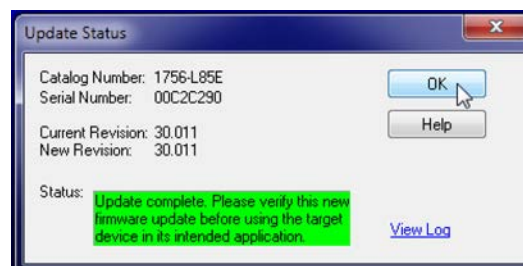 Update Status
Catalog Number: 1756-L85E
Serial Number: 00C2C290
OK
Current Revision: 30.011
New Revision: 30.011
Help
Status: Update complete. Please verify this new
firmware update before using the target
device in its intended application.
View Log